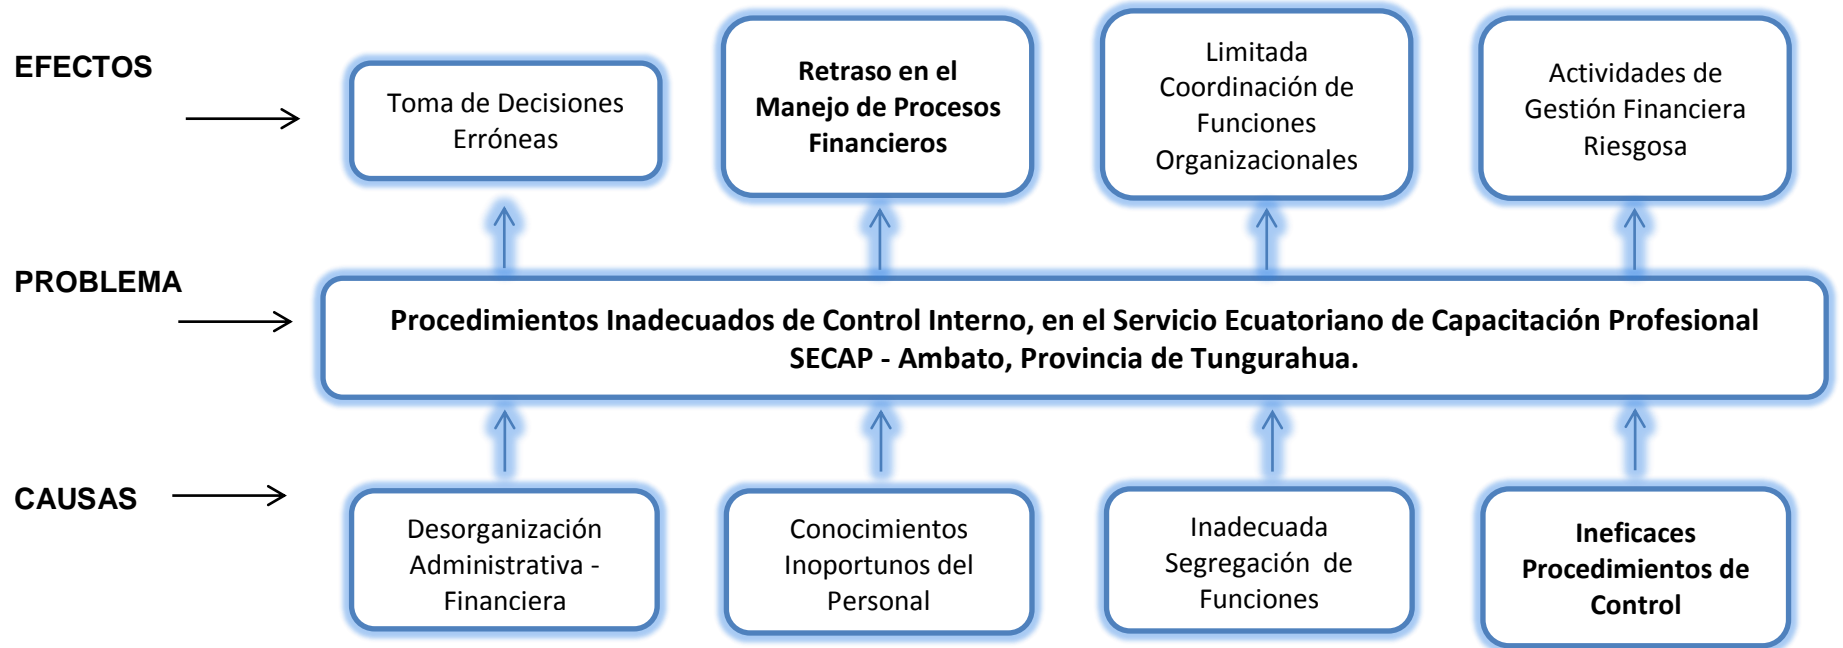 EFECTOS
Toma de Decisiones
Erróneas
Retraso en el
Manejo de Procesos
Financieros
Limitada
Coordinación de
Funciones
Organizacionales
Actividades de
Gestión Financiera
Riesgosa
PROBLEMA
Procedimientos Inadecuados de Control Interno, en el Servicio Ecuatoriano de Capacitación Profesional
SECAP - Ambato, Provincia de Tungurahua.
CAUSAS
Desorganización
Administrativa -
Financiera
Conocimientos
Inoportunos del
Personal
Inadecuada
Segregación de
Funciones
Ineficaces
Procedimientos de
Control